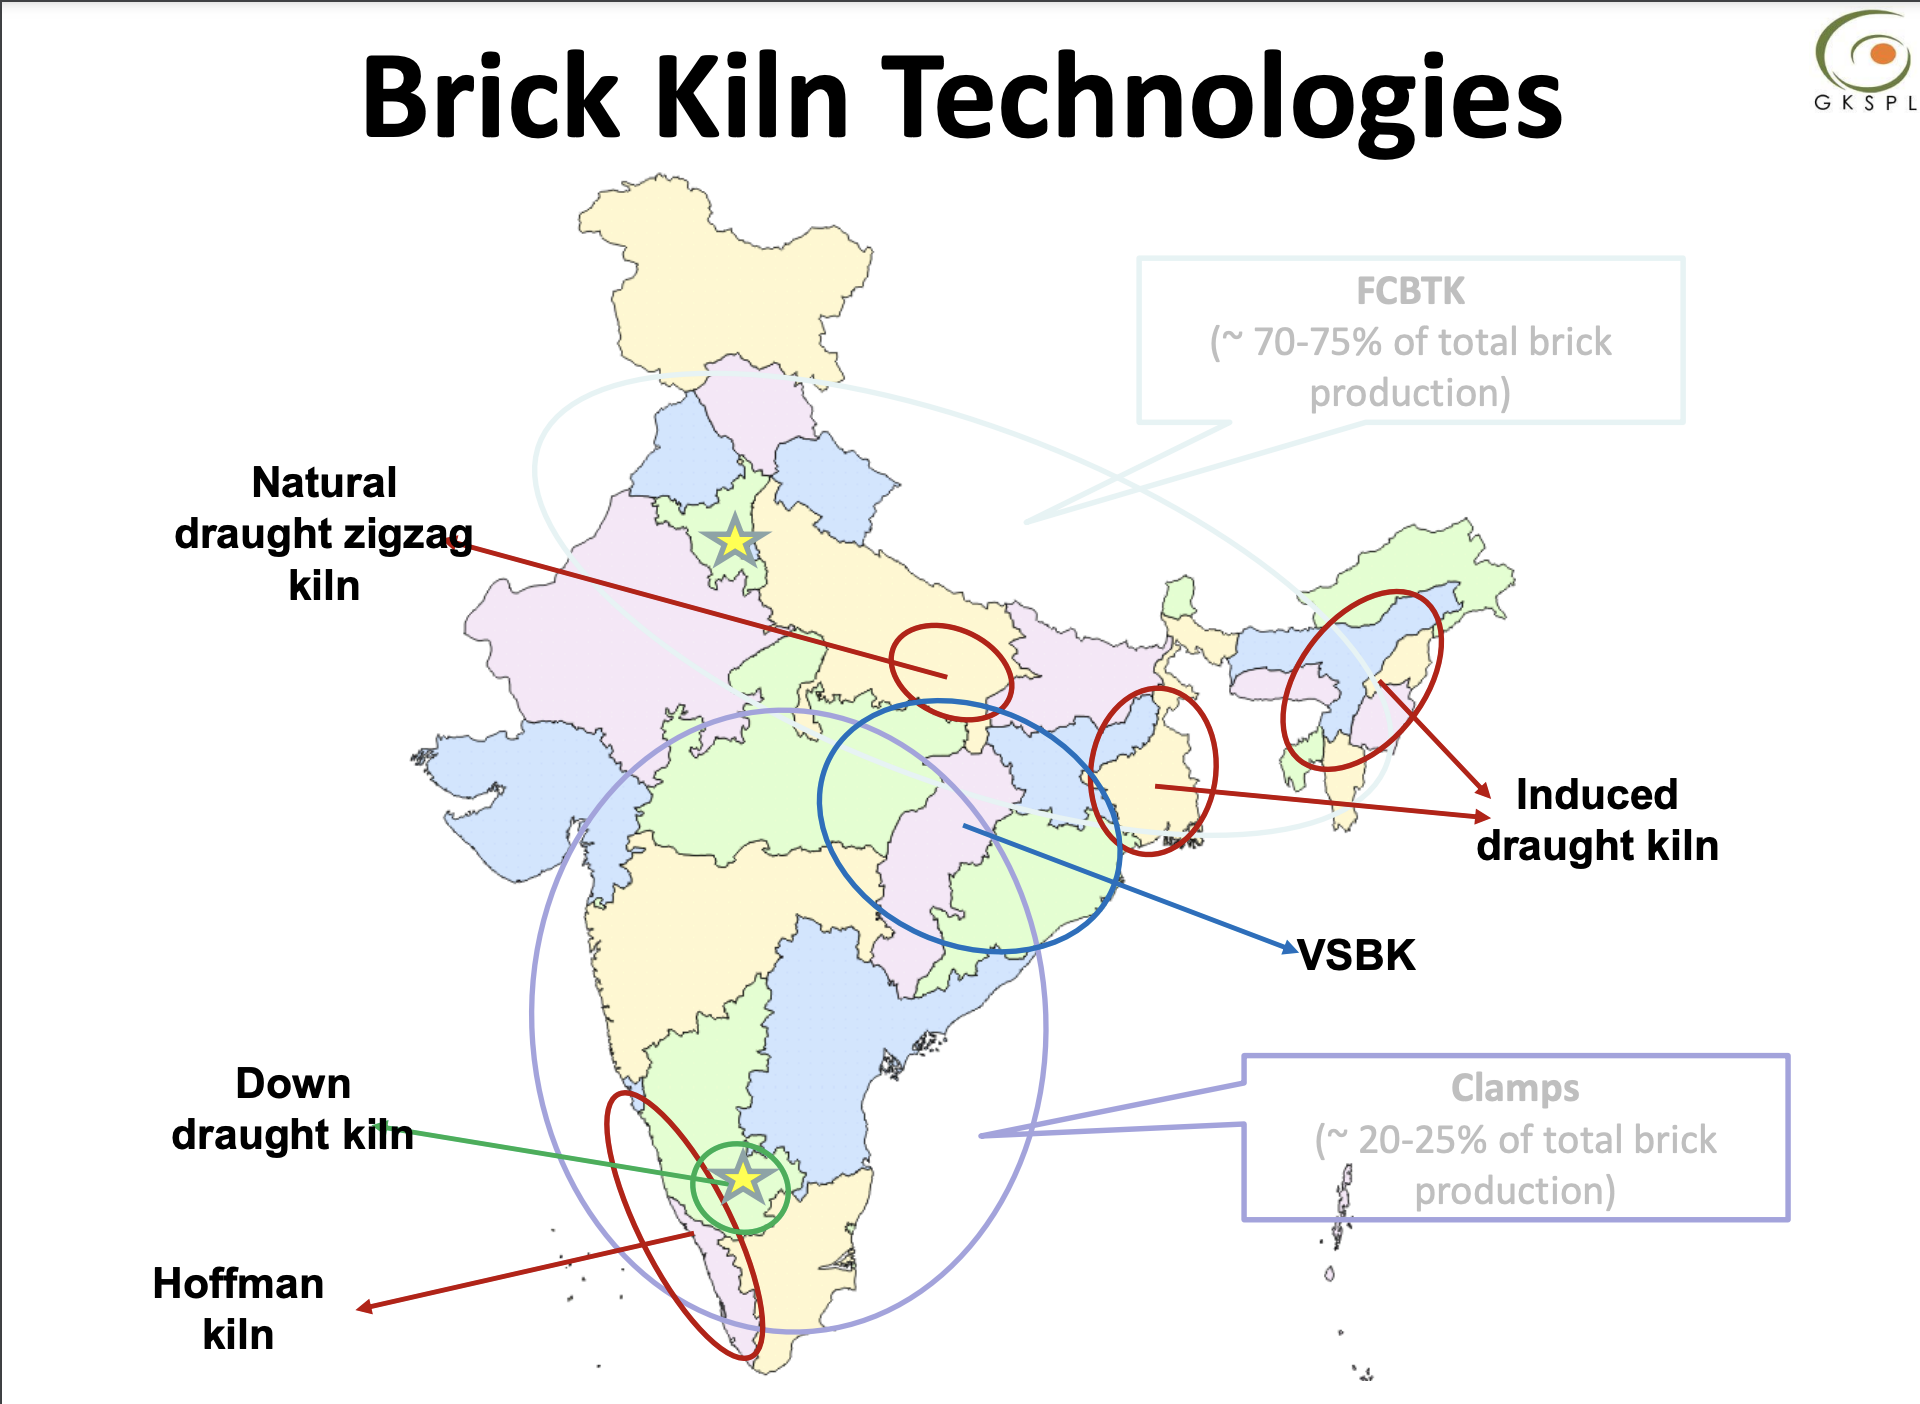 Brick Kiln Technologies
GKSPL
FCBTK
(~ 70-75% of total brick
production)
Natural
draught zigzag
kiln
Induced
draught kiln
VSBK
Down
draught kiln
Clamps
(~ 20-25% of total brick
production)
Hoffman
kiln